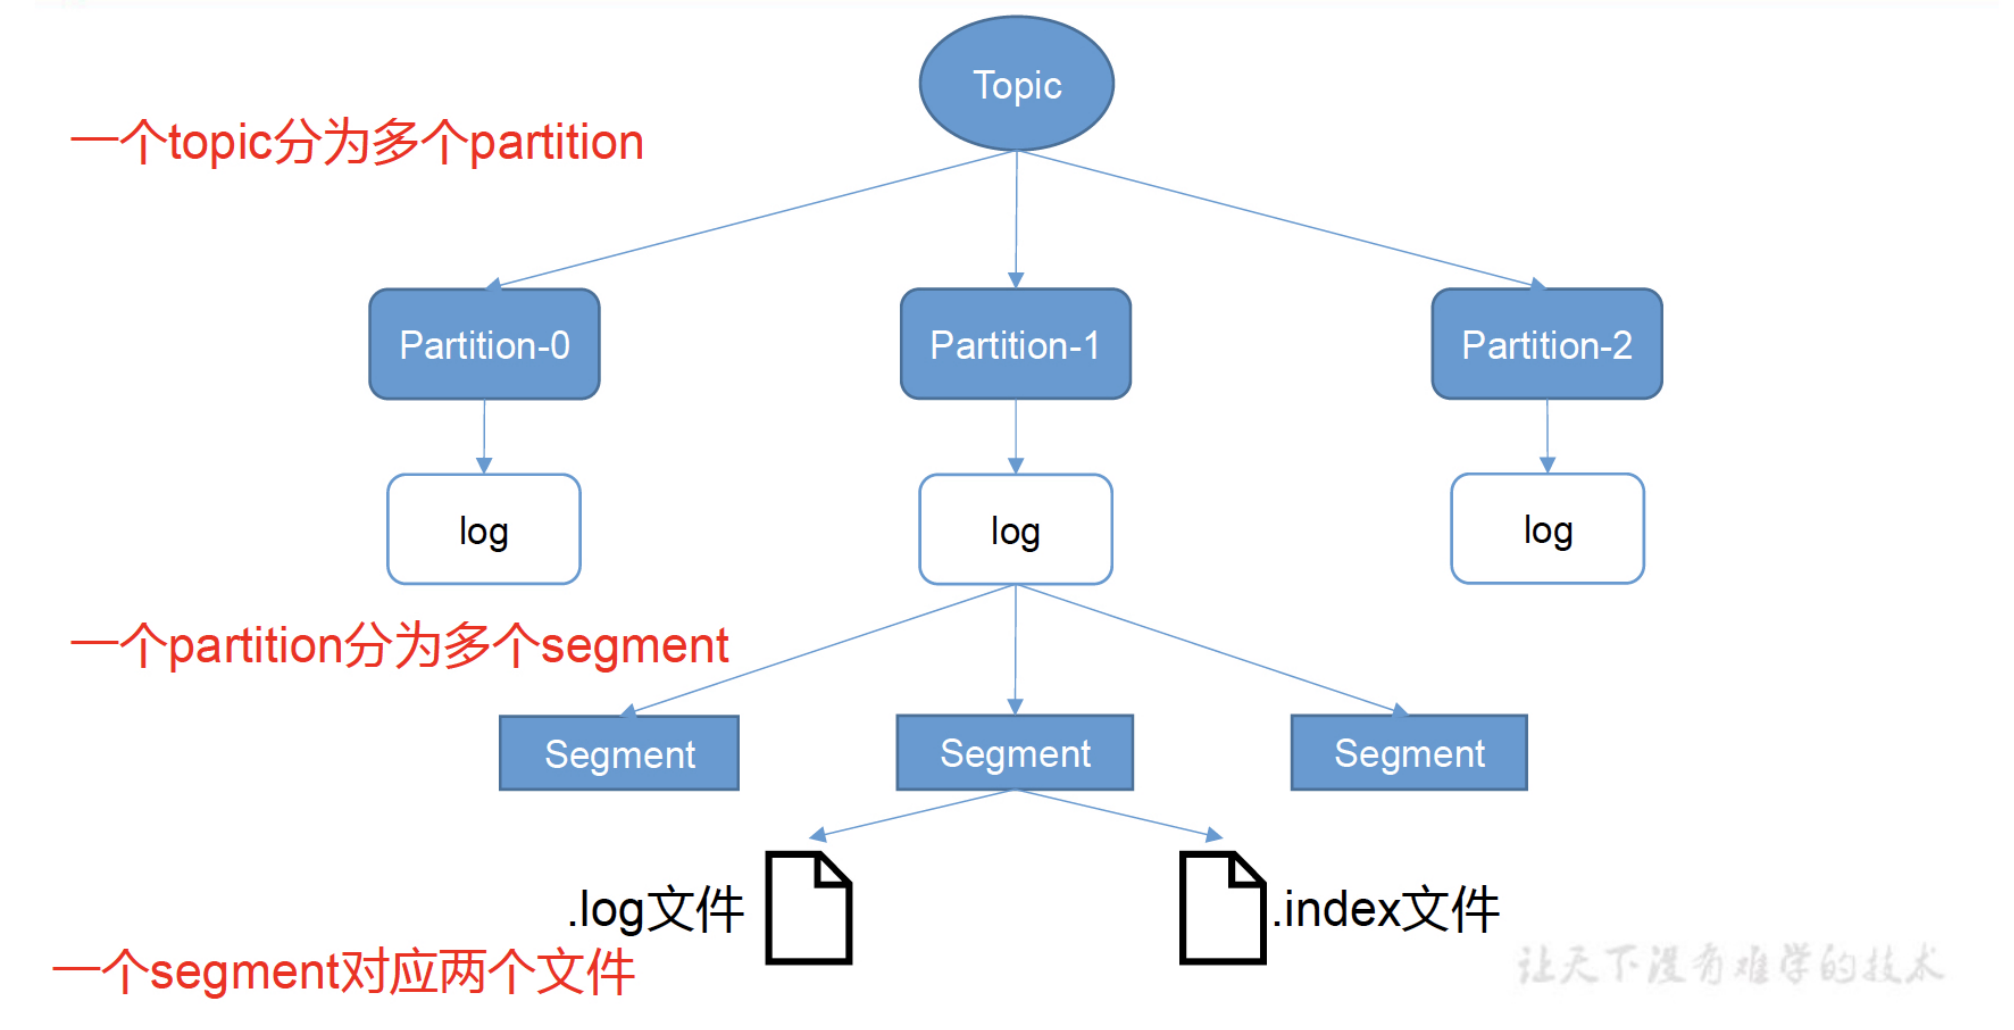 Topic
一个topic分为多个partition
Partition-0
Partition-1
Partition-2
log
log
log
一个partition分为多个segment
Segment
Segment
Segment
.log文件
.index文件
一个segment对应两个文件
让天下没有难学的技术